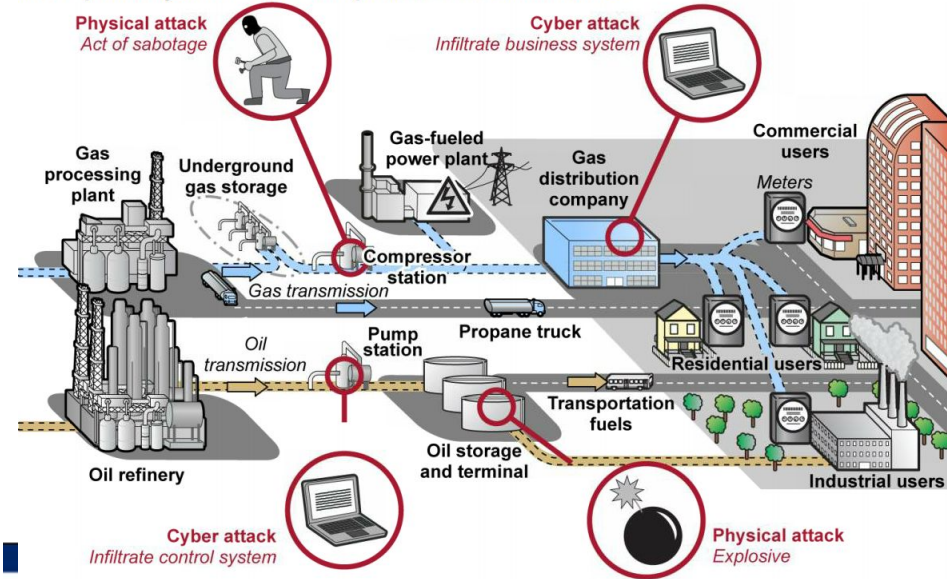 Physical attack
Act of sabotage
Cyber attack
Infiltrate business system
Commercial
users
Gas
processing
plant
Underground
gas storage
Gas-fueled
power plant
Gas
distribution
company
Meters
Compressor
station
Gas transmission
Propane truck
Oil
transmission
Pump
station
Residential users
Transportation
fuels
Oil refinery
Oil storage
and terminal
Industrial users
Cyber attack
Infiltrate control system
Physical attack
Explosive